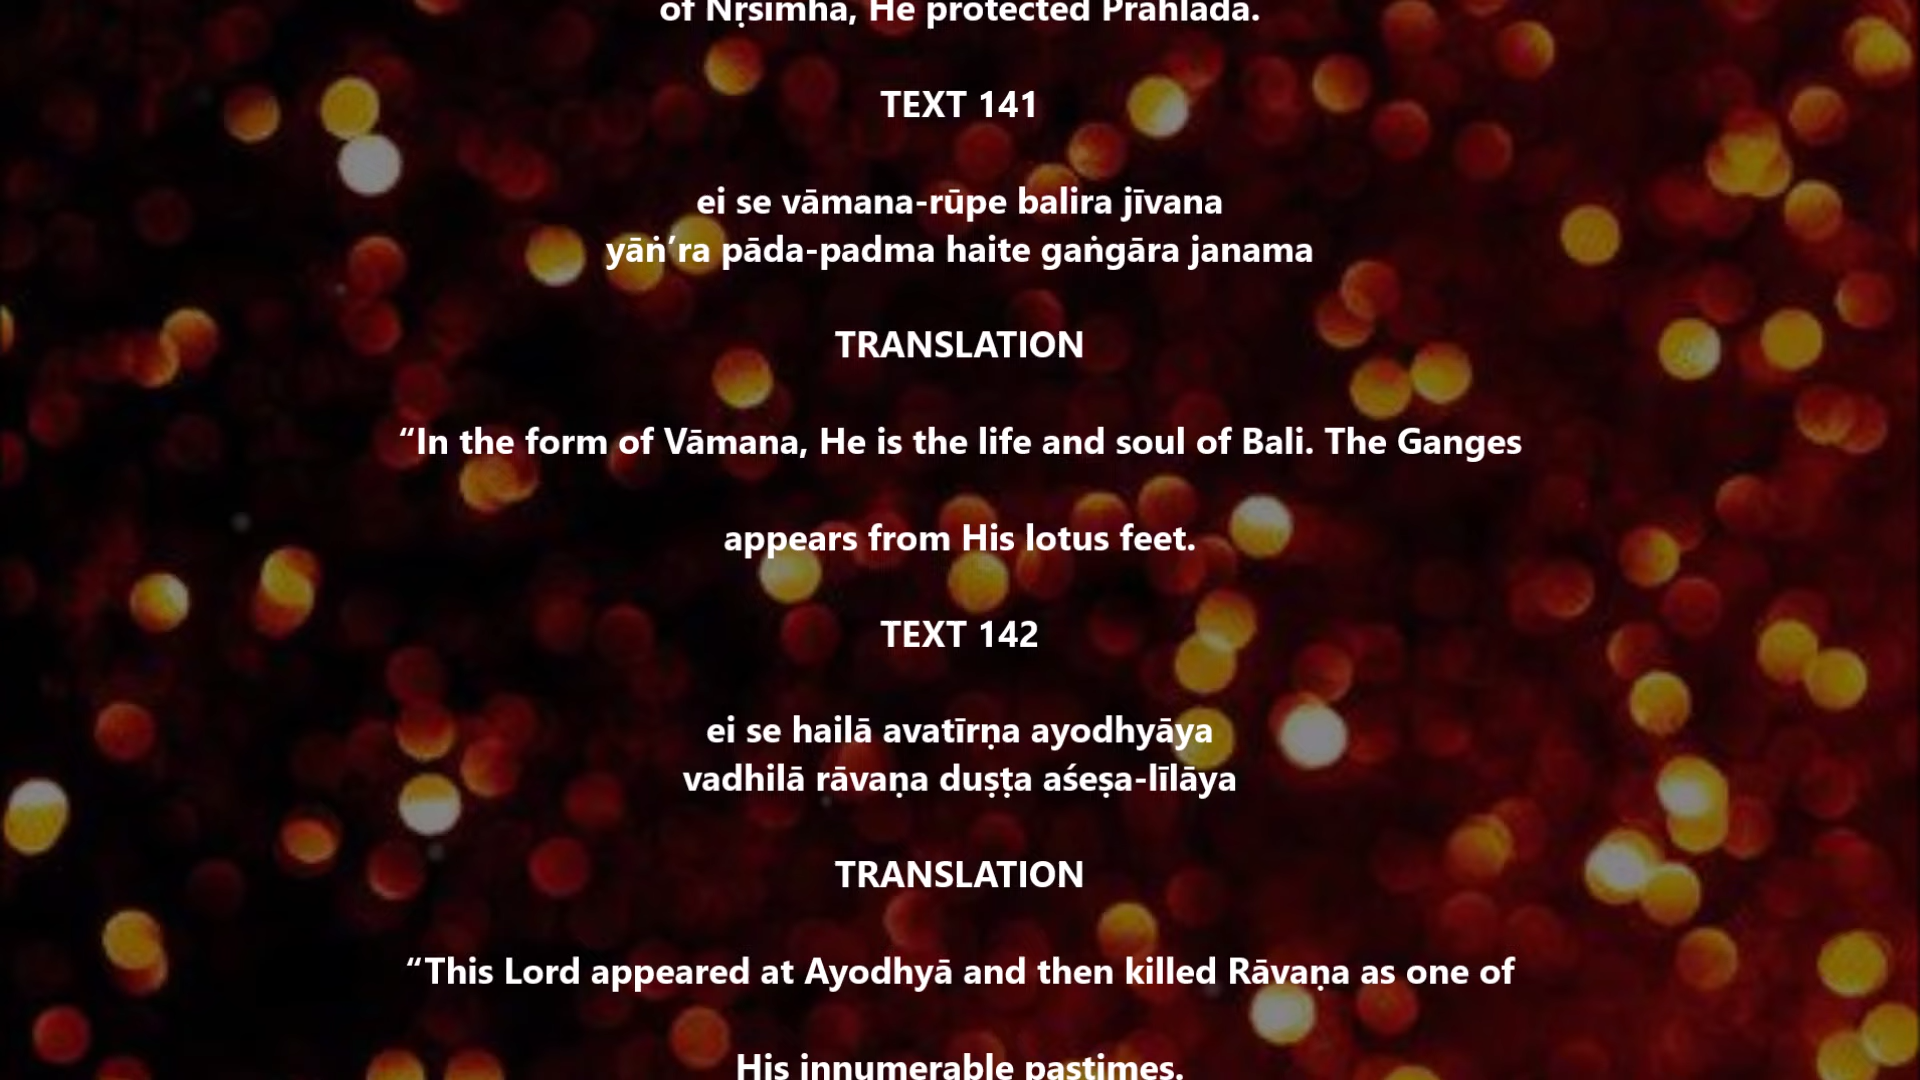 of Nṛsiṁha, He protected Prahlāda.
TEXT 141
ei se vāmana-rūpe balira jīvana
yāṅ’ra pāda-padma haite gaṅgāra janama
TRANSLATION
“In the form of Vāmana, He is the life and soul of Bali. The Ganges
appears from His lotus feet.
TEXT 142
ei se hailā avatīrṇa ayodhyāya
vadhilā rāvaṇa duṣṭa aśeṣa-līlāya
TRANSLATION
“This Lord appeared at Ayodhyā and then killed Rāvaṇa as one of
His innumerable pastimes.